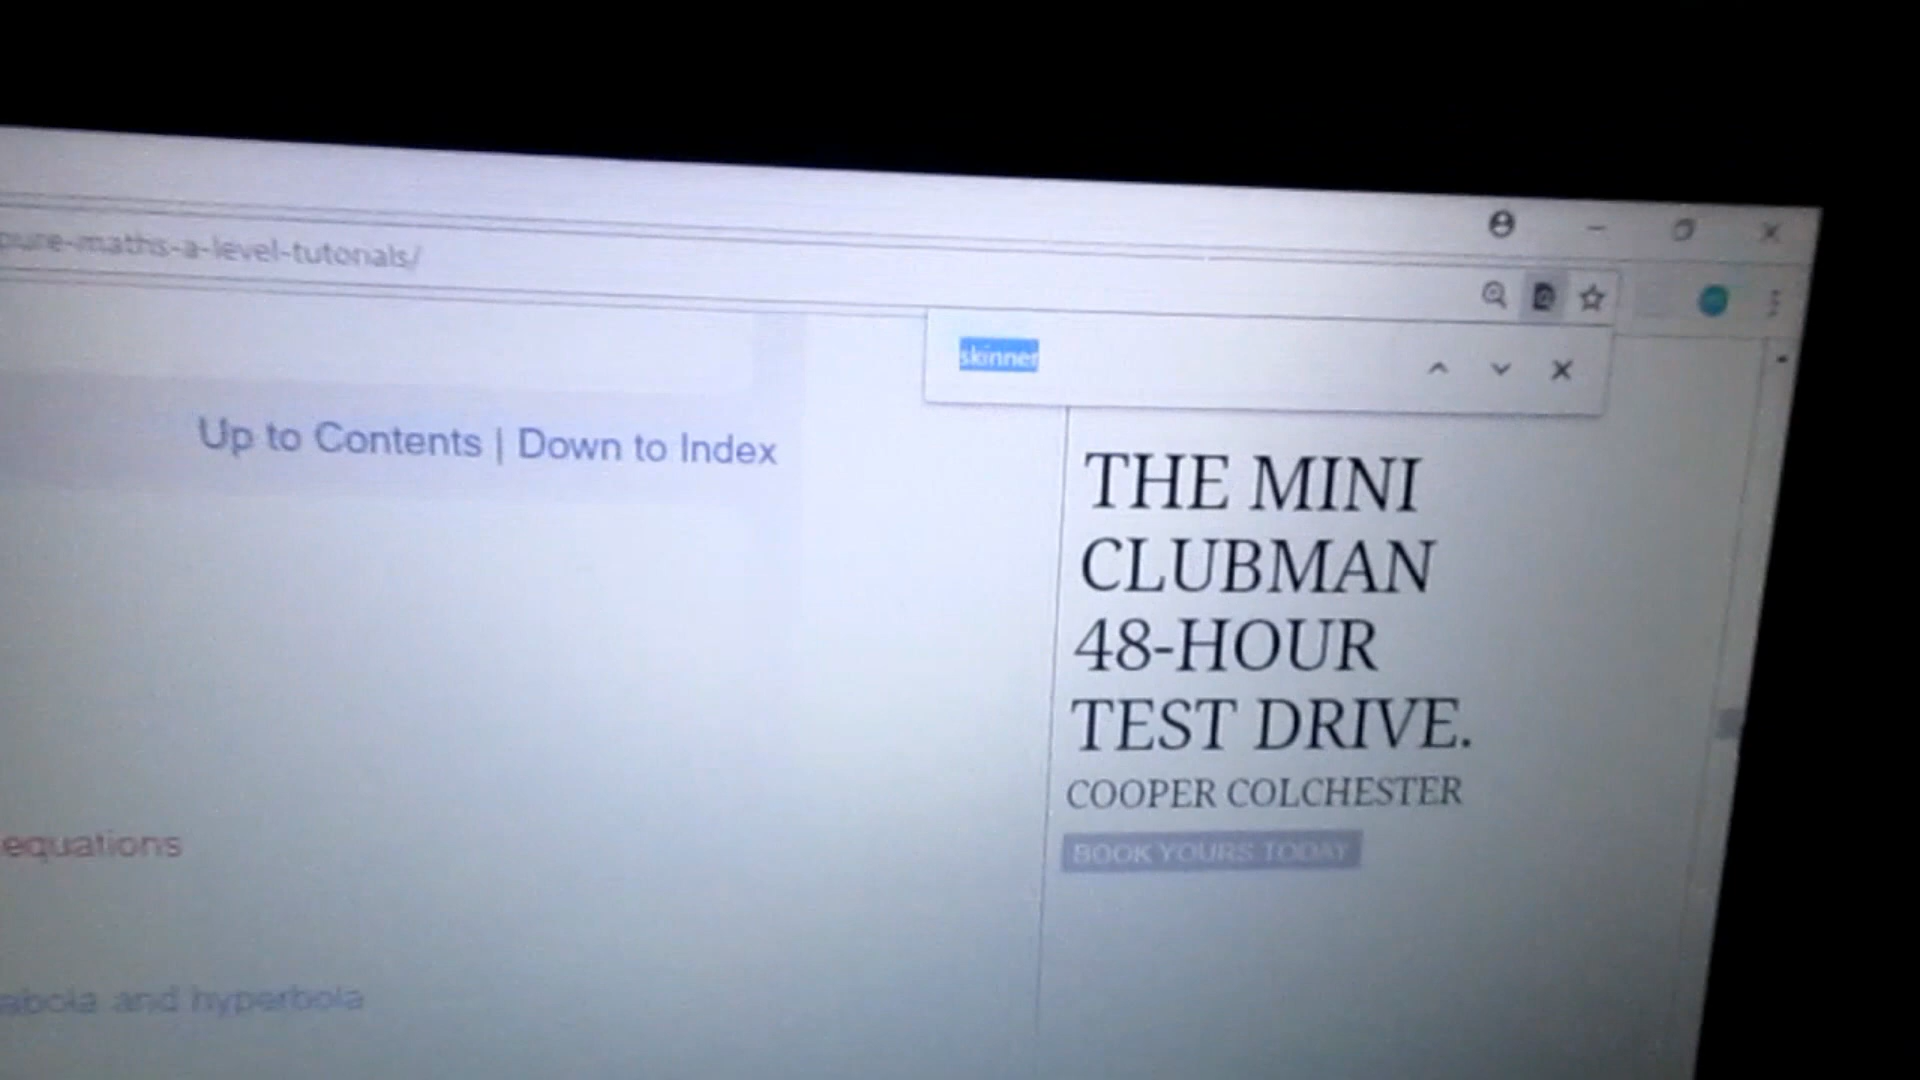 pure-maths-a-level-tutorials/
skinner
Up to Contents | Down to Index
THE MINI
CLUBMAN
48-HOUR
TEST DRIVE.
COOPER COLCHESTER
BOOK YOURS TODAY
equations
and hyperbola